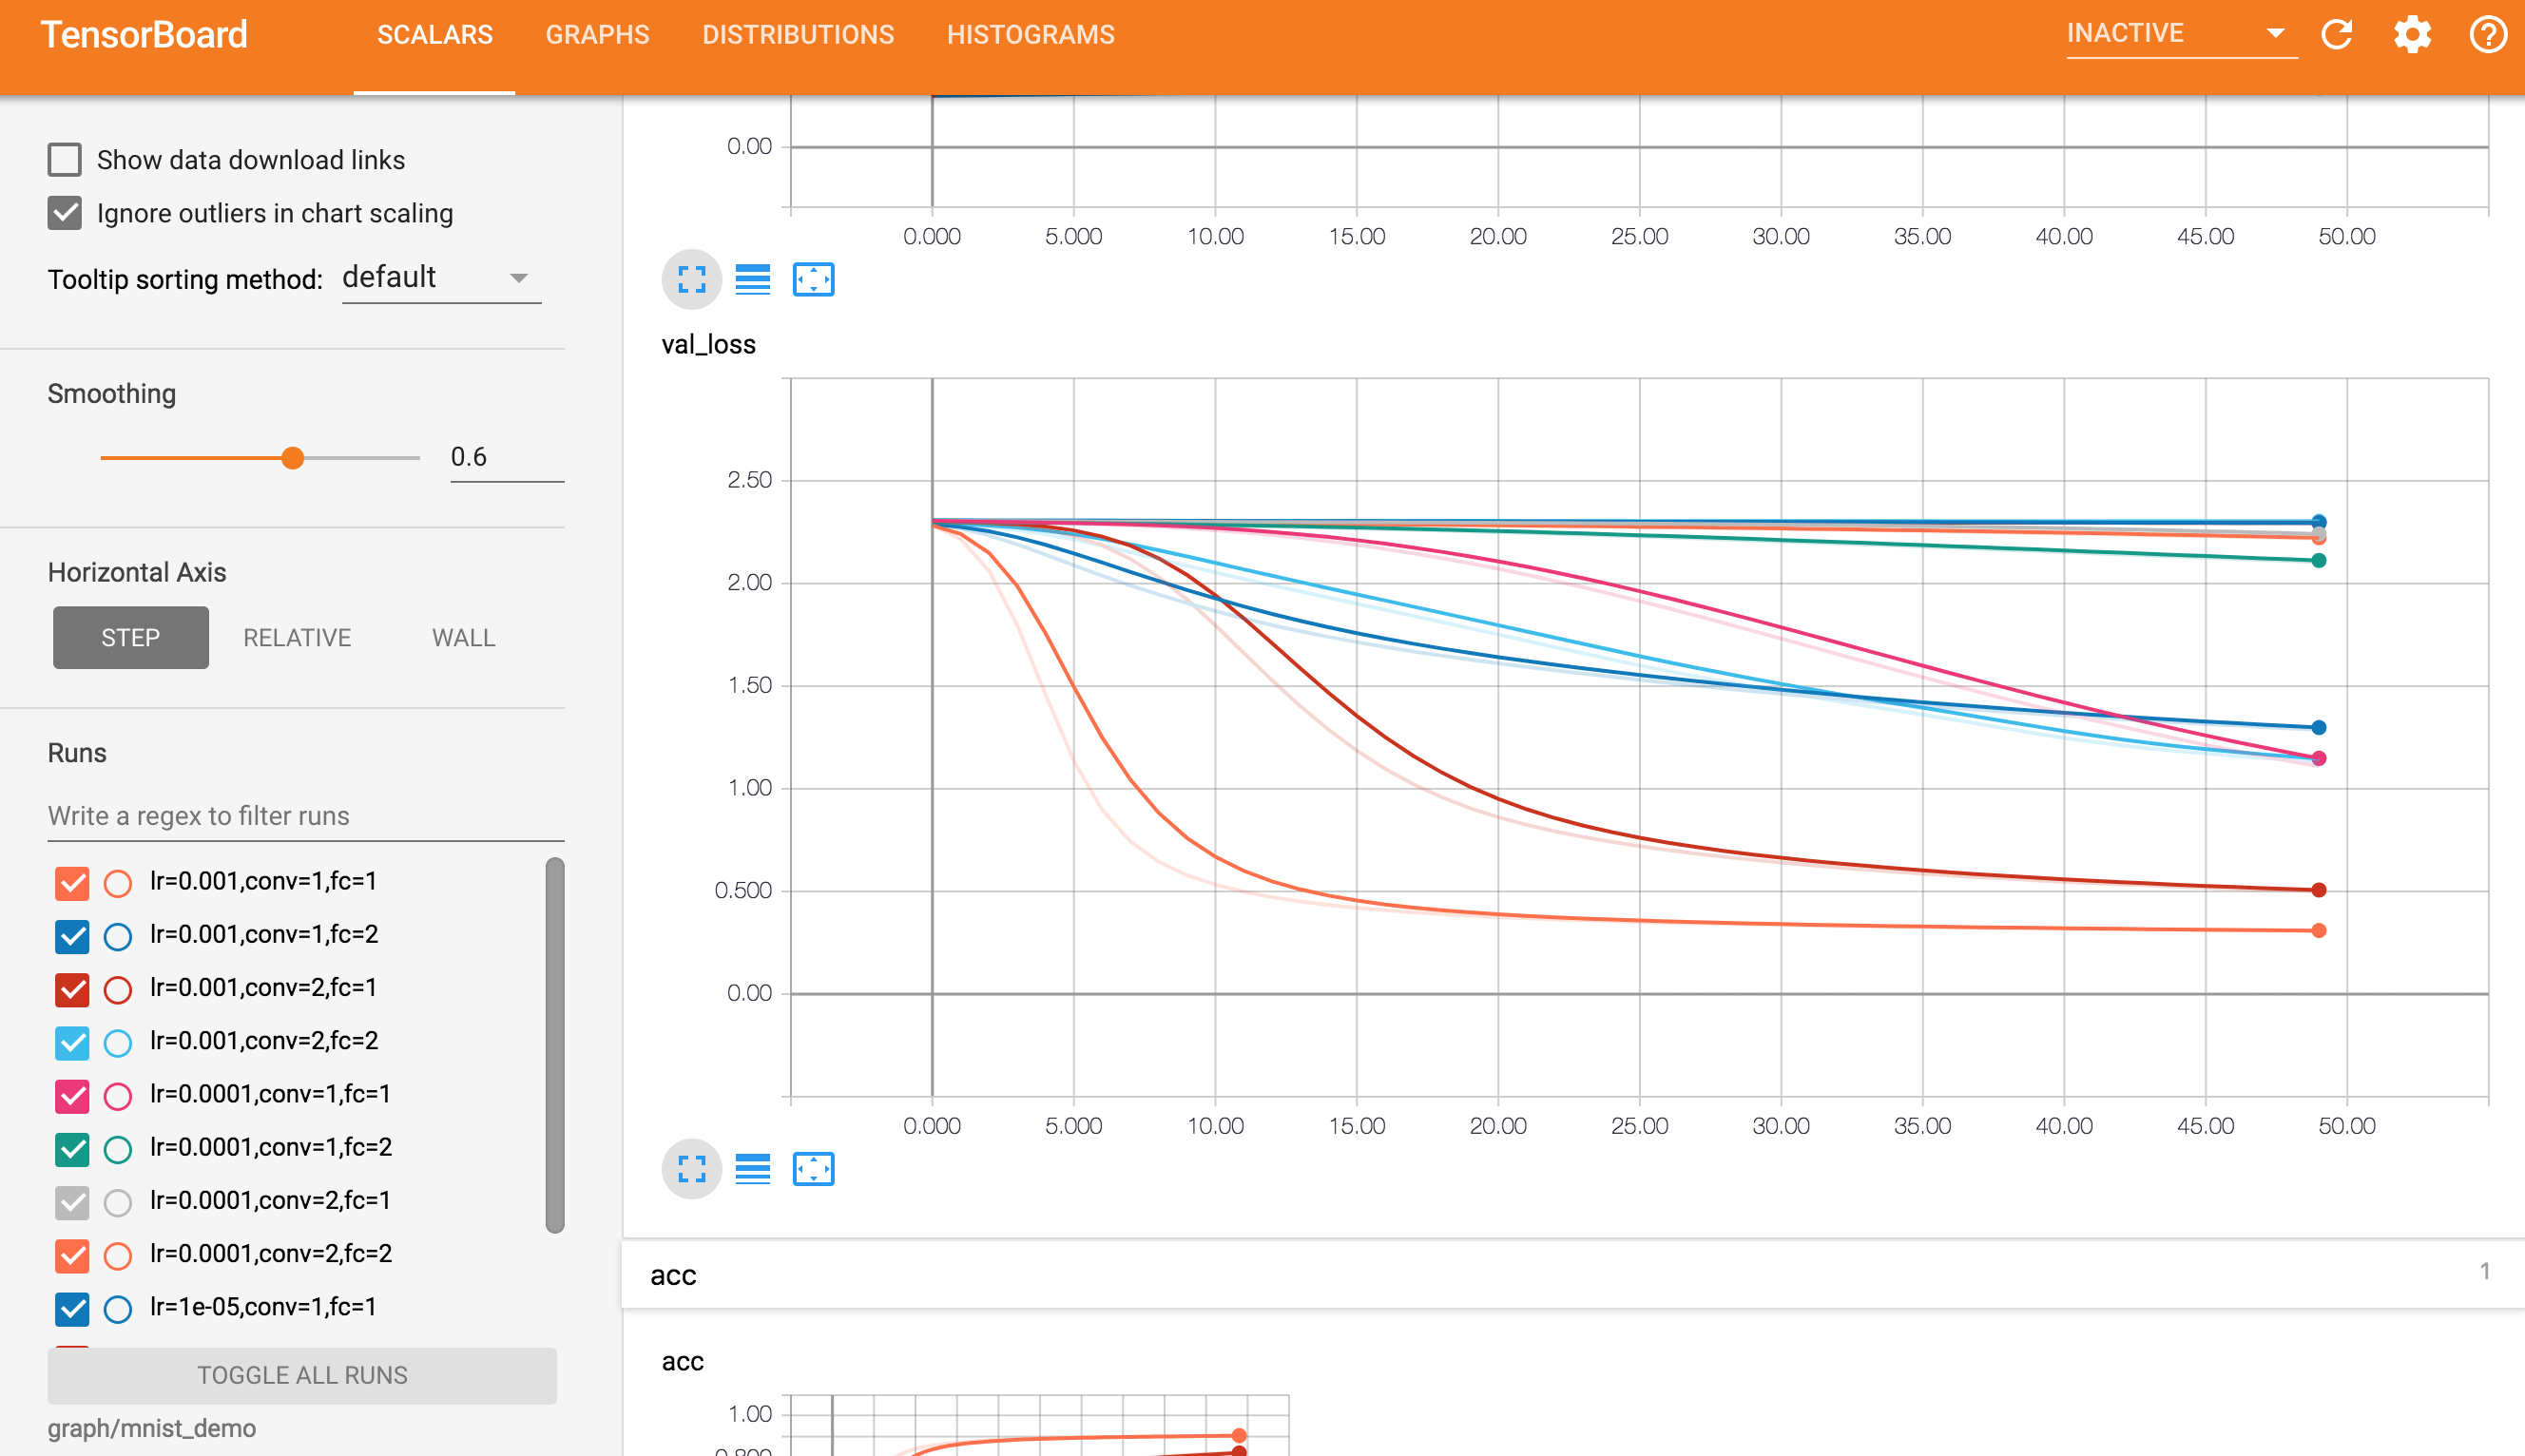 TensorBoard SCALARS GRAPHS DISTRIBUTIONS HISTOGRAMS INACTIVE
Show data download links
Ignore outliers in chart scaling
Tooltip sorting method: default
Smoothing
0.6
Horizontal Axis
STEP RELATIVE WALL
Runs
Write a regex to filter runs
lr=0.001,conv=1,fc=1
lr=0.001,conv=1,fc=2
lr=0.001,conv=2,fc=1
lr=0.001,conv=2,fc=2
lr=0.0001,conv=1,fc=1
lr=0.0001,conv=1,fc=2
lr=0.0001,conv=2,fc=1
lr=0.0001,conv=2,fc=2
lr=1e-05,conv=1,fc=1
TOGGLE ALL RUNS
graph/mnist_demo
0.00
0.000 5.000 10.00 15.00 20.00 25.00 30.00 35.00 40.00 45.00 50.00
val_loss
2.50
2.00
1.50
1.00
0.500
0.00
0.000 5.000 10.00 15.00 20.00 25.00 30.00 35.00 40.00 45.00 50.00
acc 1
acc
1.00
0.800